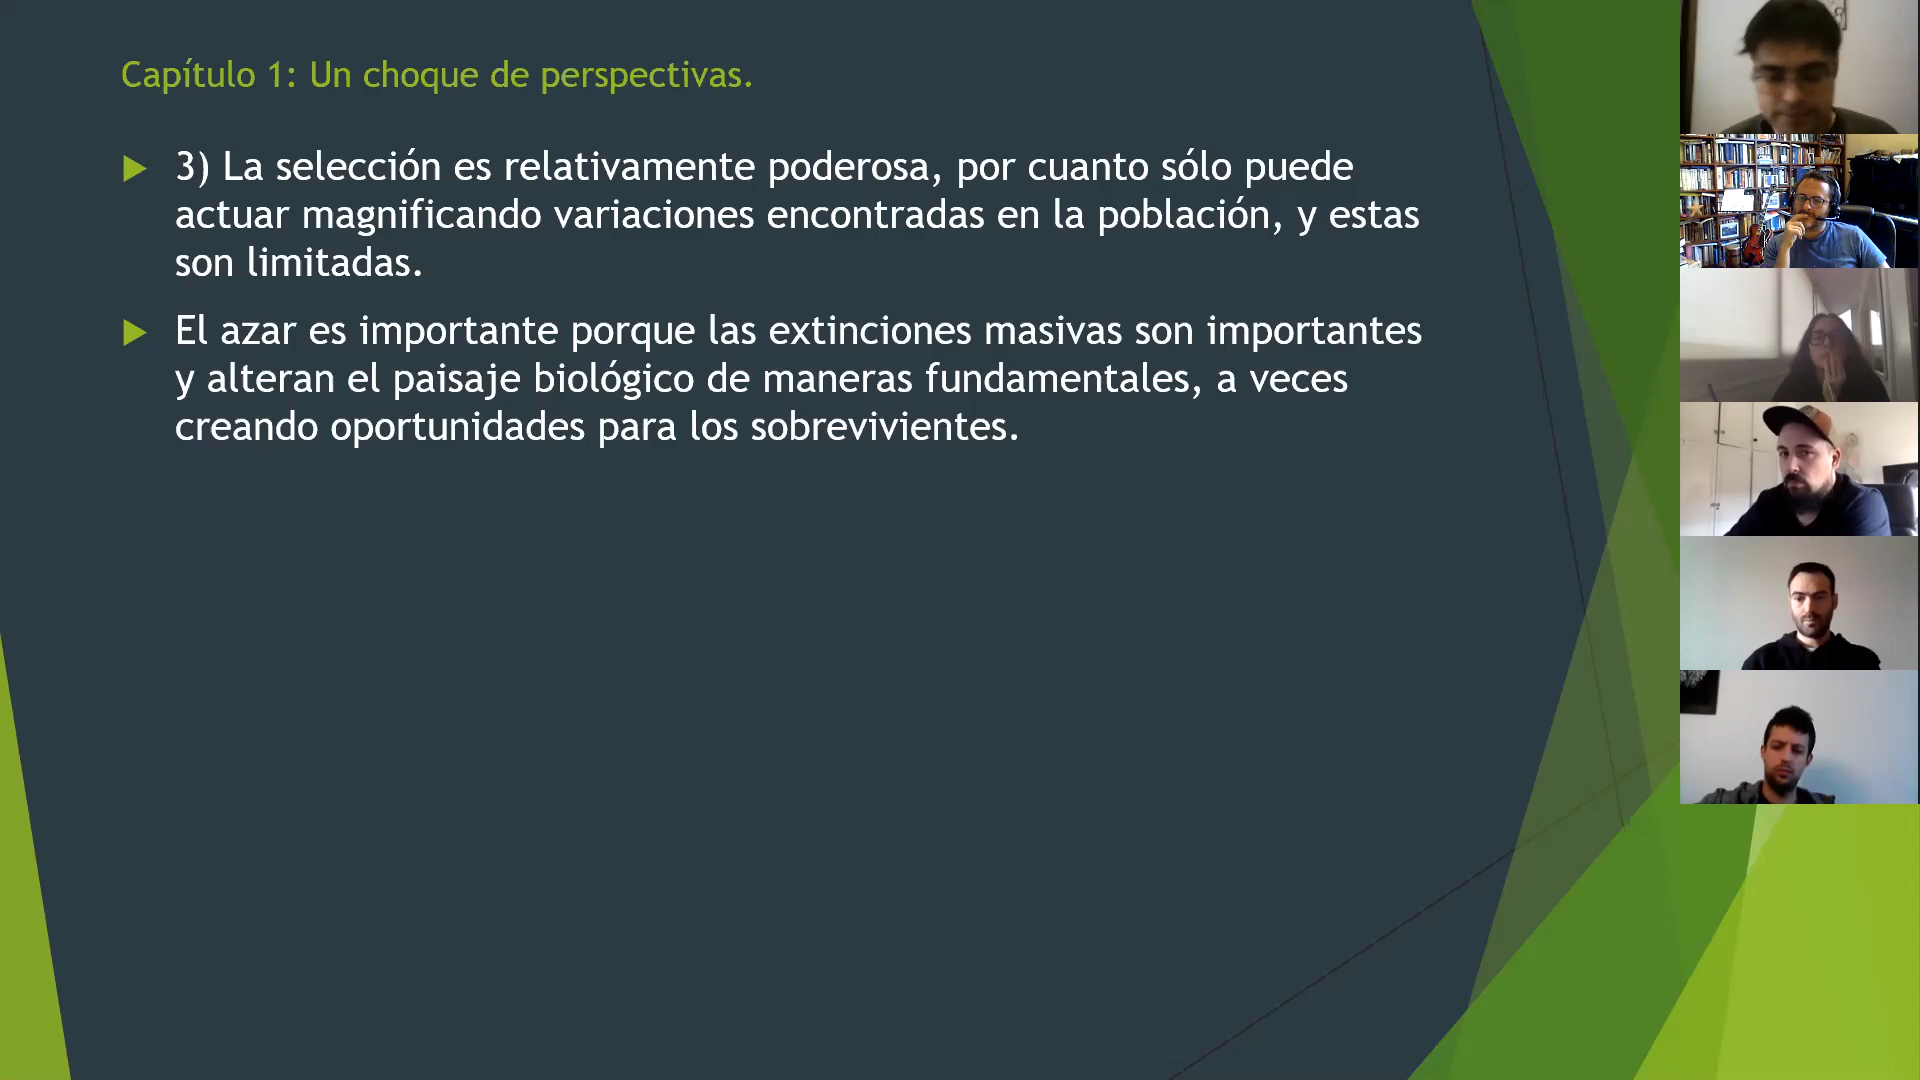 Capítulo 1: Un choque de perspectivas.
3) La selección es relativamente poderosa, por cuanto sólo puede
actuar magnificando variaciones encontradas en la población, y estas
son limitadas.
El azar es importante porque las extinciones masivas son importantes
y alteran el paisaje biológico de maneras fundamentales, a veces
creando oportunidades para los sobrevivientes.